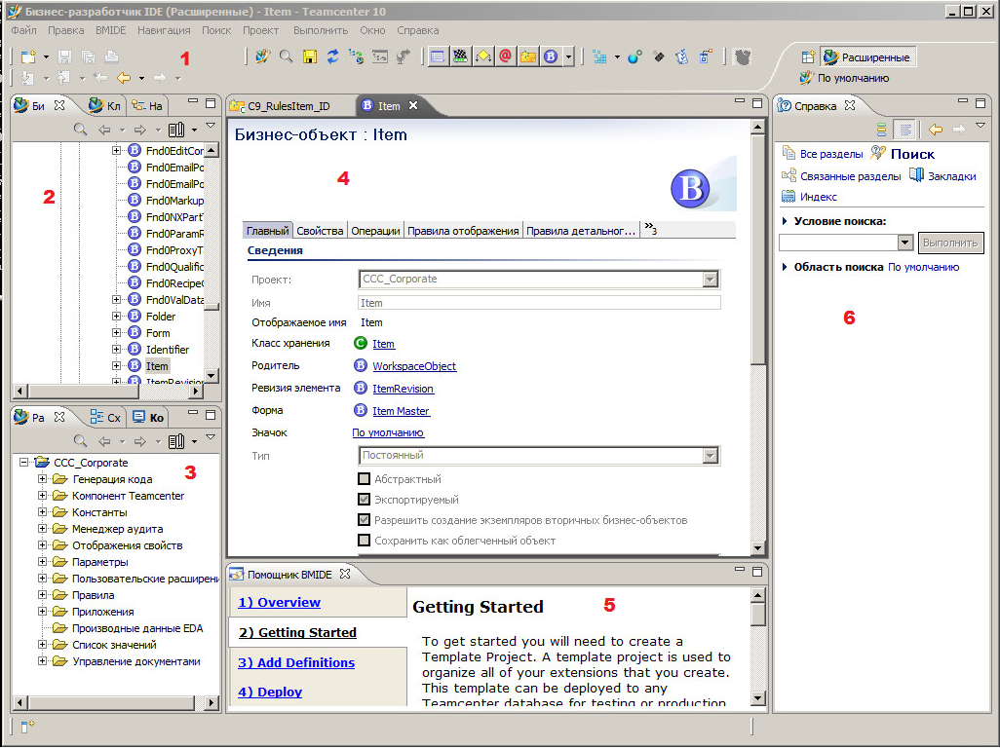 Бизнес-разработчик IDE (Расширенные) - Item - Teamcenter 10
Файл Правка BMIDE Навигация Поиск Проект Выполнить Окно Справка
1
Расширенные
По умолчанию
Би Кл На
2
Fnd0EditCor
Fnd0EmailPo
Fnd0EmailPo
Fnd0Markup
Fnd0NXPart
Fnd0ParamR
Fnd0ProxyTa
Fnd0Qualific
Fnd0RecipeC
Fnd0ValData
Folder
Form
Identifier
Item
ItemRevision
Ра Сх Ко
3
CCC_Corporate
Генерация кода
Компонент Teamcenter
Константы
Менеджер аудита
Отображения свойств
Параметры
Пользовательские расширени
Правила
Приложения
Производные данные EDA
Список значений
Управление документами
C9_RulesItem_ID Item
Бизнес-объект : Item
4
B
Главный Свойства Операции Правила отображения Правила детальног... »3
Сведения
Проект: CCC_Corporate
Имя Item
Отображаемое имя Item
Класс хранения Item
Родитель WorkspaceObject
Ревизия элемента ItemRevision
Форма Item Master
Значок По умолчанию
Тип Постоянный
Абстрактный
Экспортируемый
Разрешить создание экземпляров вторичных бизнес-объектов
Сохранить как облегченный объект
Помощник BMIDE
5
1) Overview
2) Getting Started
3) Add Definitions
4) Deploy
Getting Started
To get started you will need to create a
Template Project. A template project is used to
organize all of your extensions that you create.
This template can be deployed to any
Teamcenter database for testing or production
Справка
Все разделы Поиск
Связанные разделы Закладки
Индекс
Условие поиска:
Выполнить
Область поиска По умолчанию
6